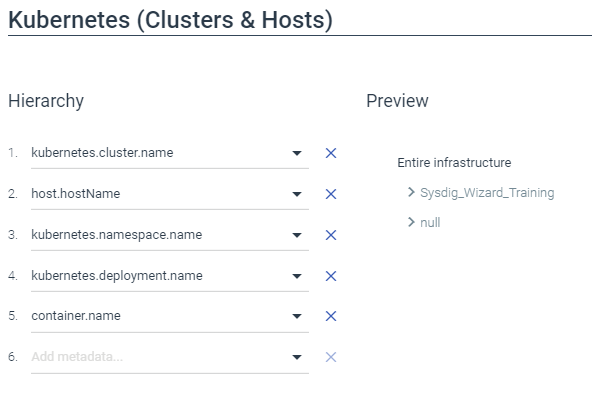 Kubernetes (Clusters & Hosts)
Hierarchy
1. kubernetes.cluster.name
2. host.hostName
3. kubernetes.namespace.name
4. kubernetes.deployment.name
5. container.name
6. Add metadata...
Preview
Entire infrastructure
Sysdig_Wizard_Training
null